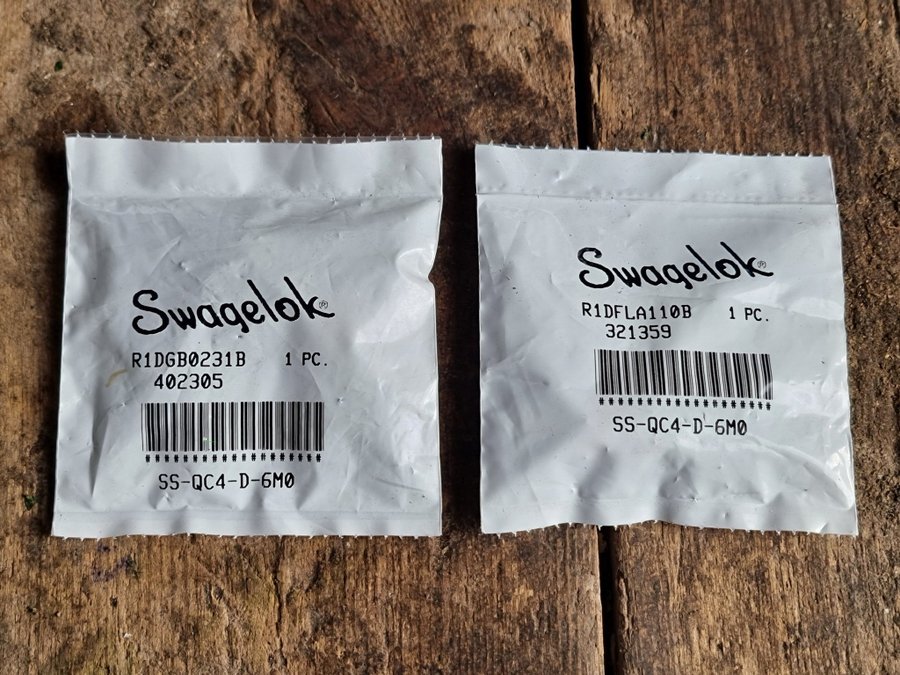 Swagelok®
R1DGB0231B 1 PC.
402305
SS-QC4-D-6M0
Swagelok®
R1DFLA110B 1 PC.
321359
SS-QC4-D-6M0